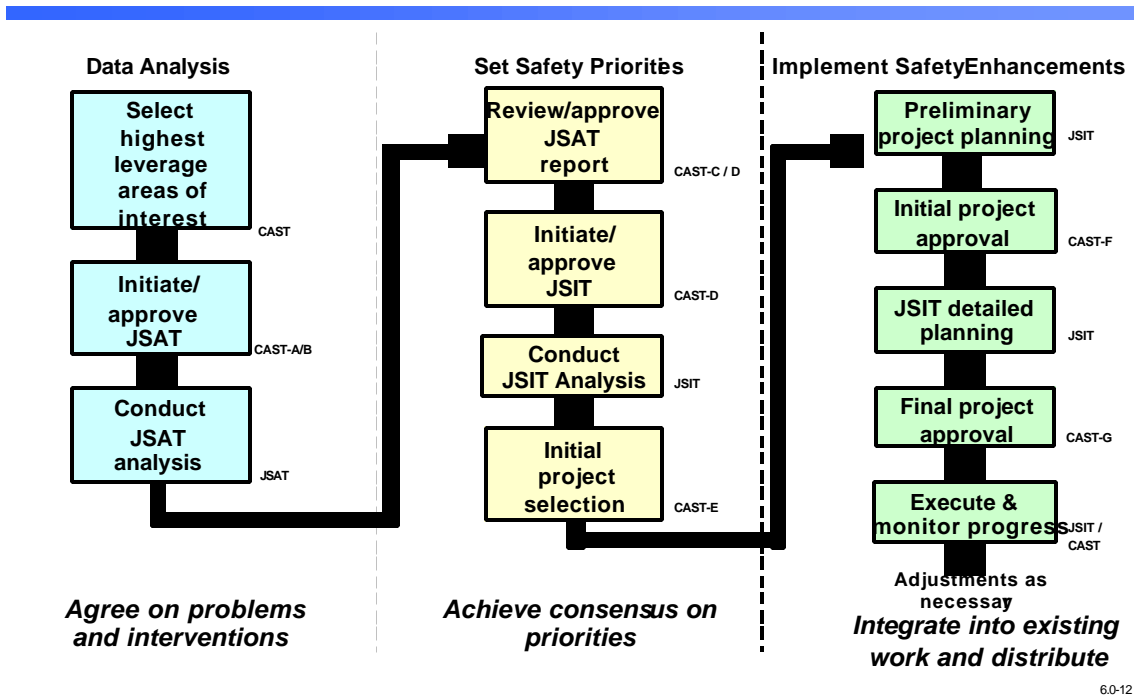 Data Analysis
Select
highest
leverage
areas of
interest
CAST
Initiate/
approve
JSAT
CAST-A/B
Conduct
JSAT
analysis
JSAT
Agree on problems
and interventions
Set Safety Priorities
Review/approve
JSAT
report
CAST-C / D
Initiate/
approve
JSIT
CAST-D
Conduct
JSIT Analysis
JSIT
Initial
project
selection
CAST-E
Achieve consensus on
priorities
Implement SafetyEnhancements
Preliminary
project planning
JSIT
Initial project
approval
CAST-F
JSIT detailed
planning
JSIT
Final project
approval
CAST-G
Execute &
monitor progress
JSIT /
CAST
Adjustments as
necessary
Integrate into existing
work and distribute
6.0-12